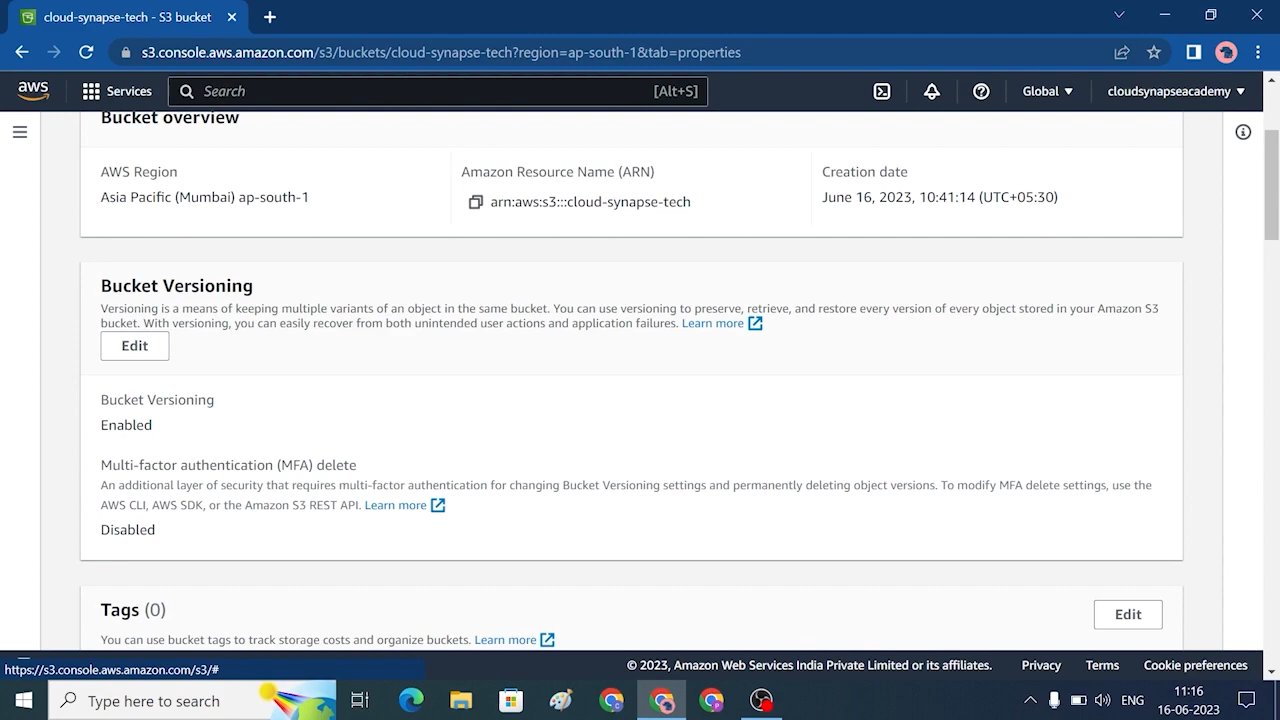 cloud-synapse-tech - S3 bucket
s3.console.aws.amazon.com/s3/buckets/cloud-synapse-tech?region=ap-south-1&tab=properties
aws Services Search [Alt+S] Global cloudsynapseacademy
Bucket overview
AWS Region
Asia Pacific (Mumbai) ap-south-1
Amazon Resource Name (ARN)
arn:aws:s3:::cloud-synapse-tech
Creation date
June 16, 2023, 10:41:14 (UTC+05:30)
Bucket Versioning
Versioning is a means of keeping multiple variants of an object in the same bucket. You can use versioning to preserve, retrieve, and restore every version of every object stored in your Amazon S3
bucket. With versioning, you can easily recover from both unintended user actions and application failures. Learn more
Edit
Bucket Versioning
Enabled
Multi-factor authentication (MFA) delete
An additional layer of security that requires multi-factor authentication for changing Bucket Versioning settings and permanently deleting object versions. To modify MFA delete settings, use the
AWS CLI, AWS SDK, or the Amazon S3 REST API. Learn more
Disabled
Tags (0)
Edit
You can use bucket tags to track storage costs and organize buckets. Learn more
https://s3.console.aws.amazon.com/s3/#
© 2023, Amazon Web Services India Private Limited or its affiliates. Privacy Terms Cookie preferences
Type here to search
ENG
11:16
16-06-2023